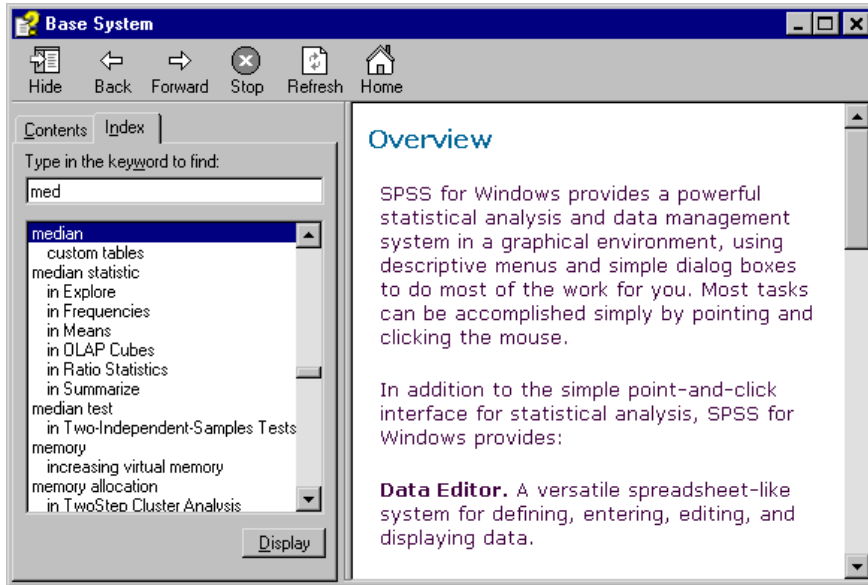 Base System
Hide Back Forward Stop Refresh Home
Contents Index
Type in the keyword to find:
med
median
custom tables
median statistic
in Explore
in Frequencies
in Means
in OLAP Cubes
in Ratio Statistics
in Summarize
median test
in Two-Independent-Samples Tests
memory
increasing virtual memory
memory allocation
in TwoStep Cluster Analysis
Display
Overview
SPSS for Windows provides a powerful
statistical analysis and data management
system in a graphical environment, using
descriptive menus and simple dialog boxes
to do most of the work for you. Most tasks
can be accomplished simply by pointing and
clicking the mouse.
In addition to the simple point-and-click
interface for statistical analysis, SPSS for
Windows provides:
Data Editor. A versatile spreadsheet-like
system for defining, entering, editing, and
displaying data.